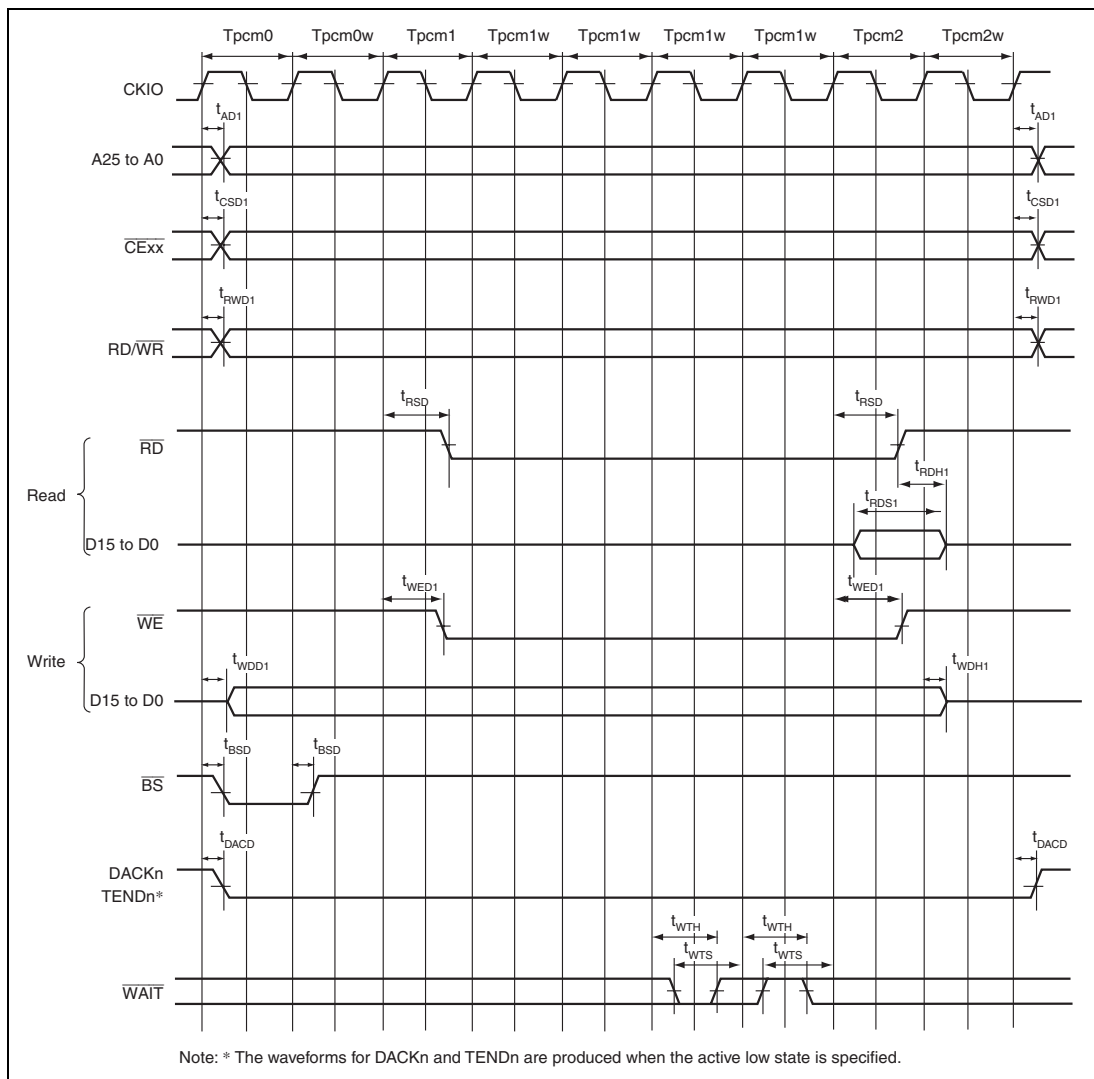 Tpcm0 Tpcm0w Tpcm1 Tpcm1w Tpcm1w Tpcm1w Tpcm1w Tpcm2 Tpcm2w
CKIO
tAD1 tAD1
A25 to A0
tCSD1 tCSD1
CExx
tRWD1 tRWD1
RD/WR
tRSD tRSD
RD
tRDH1
Read
tRDS1
D15 to D0
tWED1 tWED1
WE
Write
tWDD1 tWDH1
D15 to D0
tBSD tBSD
BS
tDACD tDACD
DACKn
TENDn*
tWTH tWTH
tWTS tWTS
WAIT
Note: * The waveforms for DACKn and TENDn are produced when the active low state is specified.